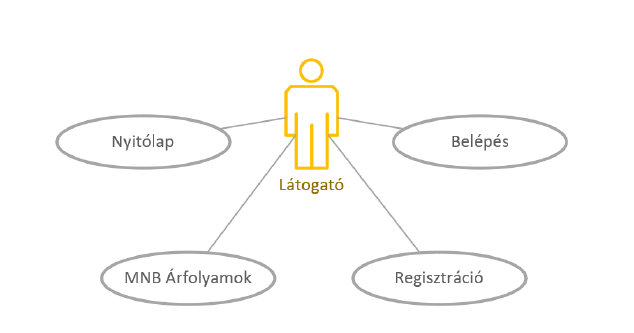 Nyitólap
Belépés
Látogató
MNB Árfolyamok
Regisztráció